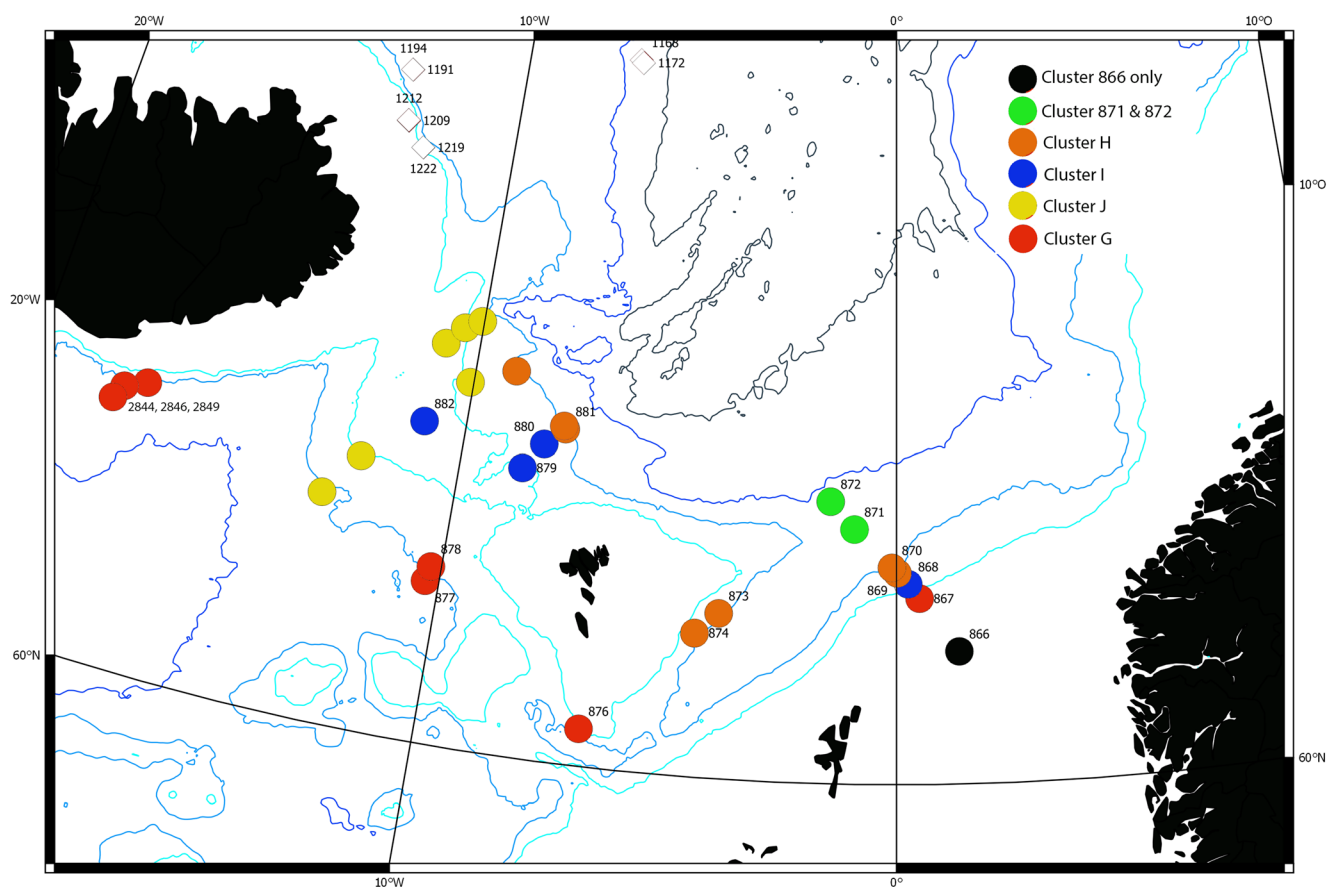 20°W
10°W
0°
10°O
1194
1191
1168
1172
1212
1209
1219
1222
Cluster 866 only
Cluster 871 & 872
Cluster H
Cluster I
Cluster J
Cluster G
10°O
20°W
2844, 2846, 2849
882
881
880
879
872
871
878
877
870
868
869
867
873
874
866
60°N
876
60°N
10°W
0°